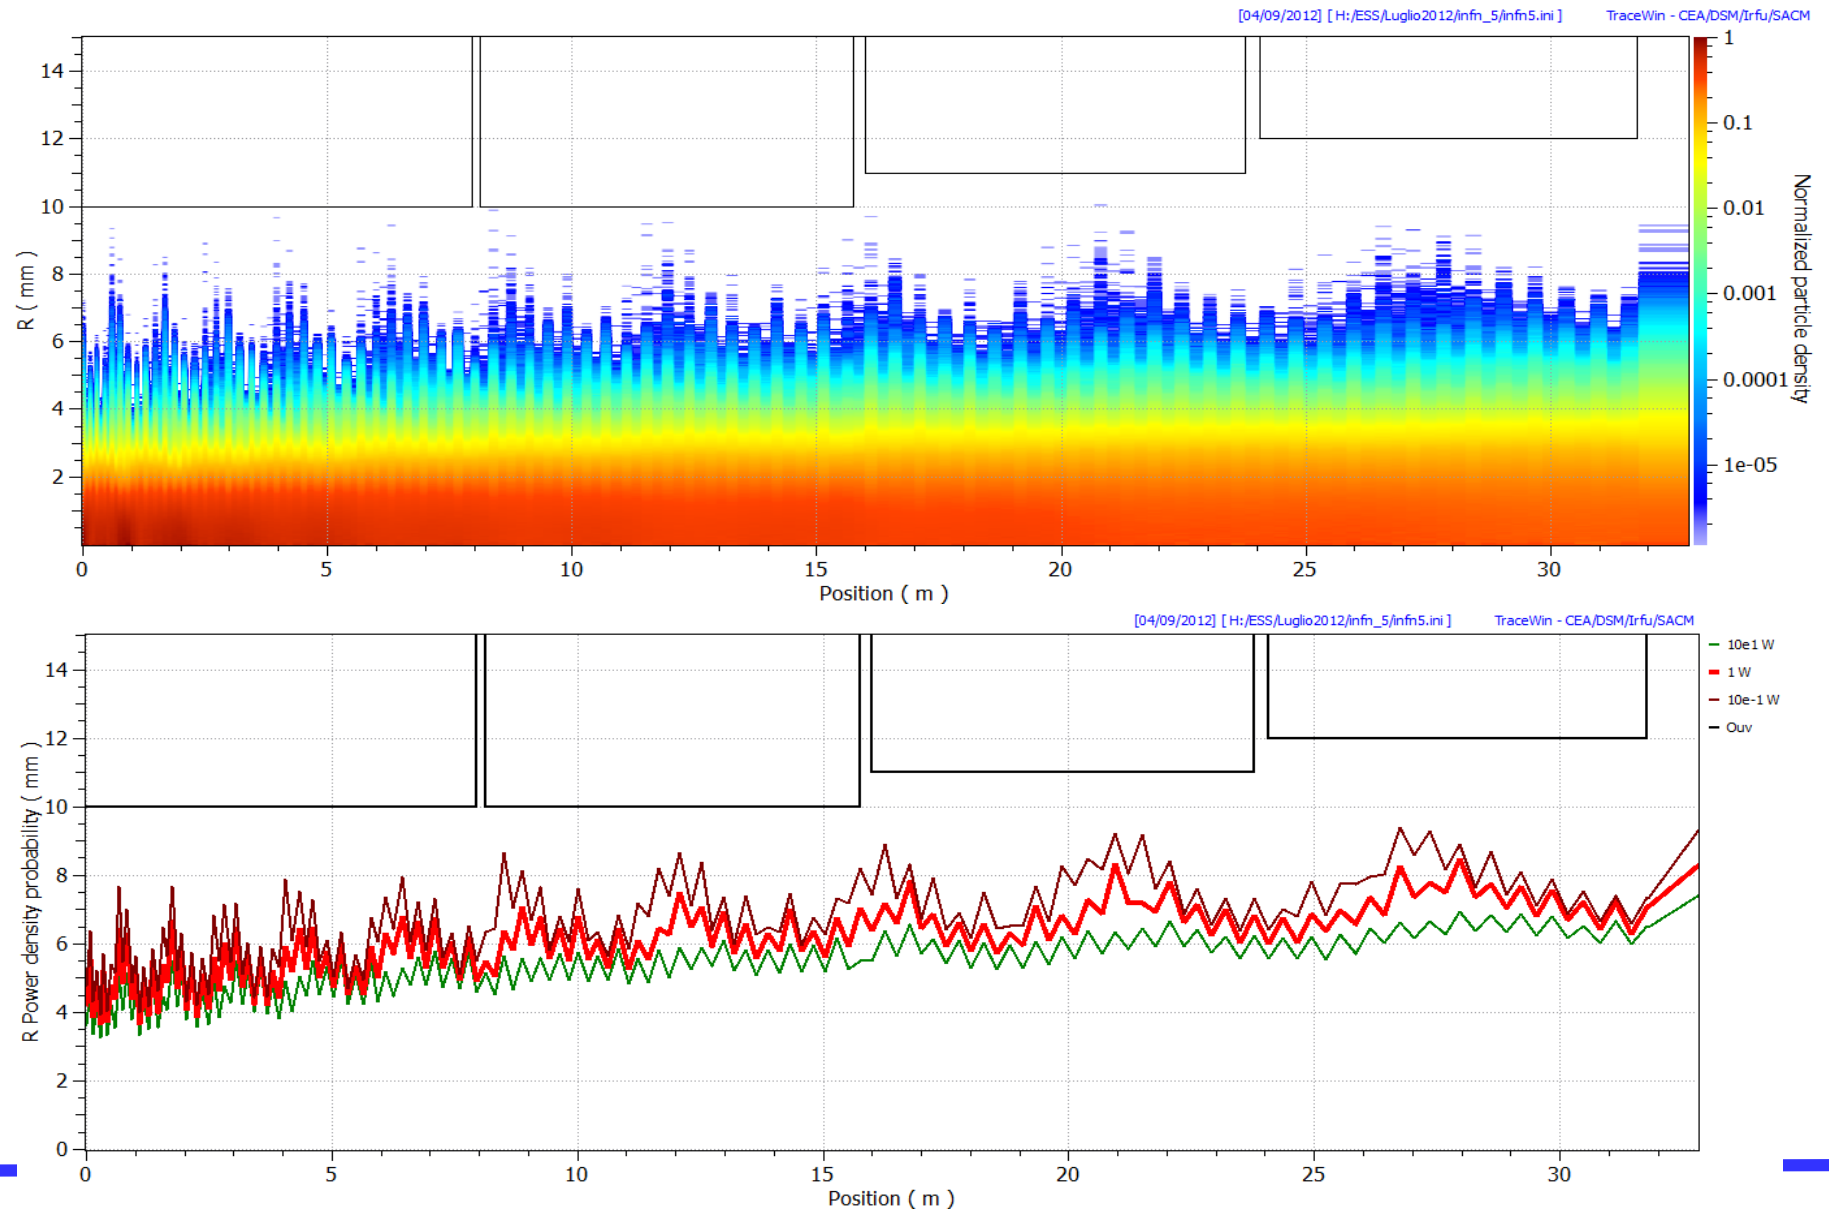 [04/09/2012] [ H:/ESS/Luglio2012/infn_5/infn5.ini ] TraceWin - CEA/DSM/Irfu/SACM
14
12
10
8
6
4
2
R ( mm )
0 5 10 15 20 25 30
Position ( m )
1
0.1
0.01
0.001
0.0001
1e-05
Normalized particle density
[04/09/2012] [ H:/ESS/Luglio2012/infn_5/infn5.ini ] TraceWin - CEA/DSM/Irfu/SACM
14
12
10
8
6
4
2
0
R Power density probability ( mm )
0 5 10 15 20 25 30
Position ( m )
10e1 W
1 W
10e-1 W
Ouv